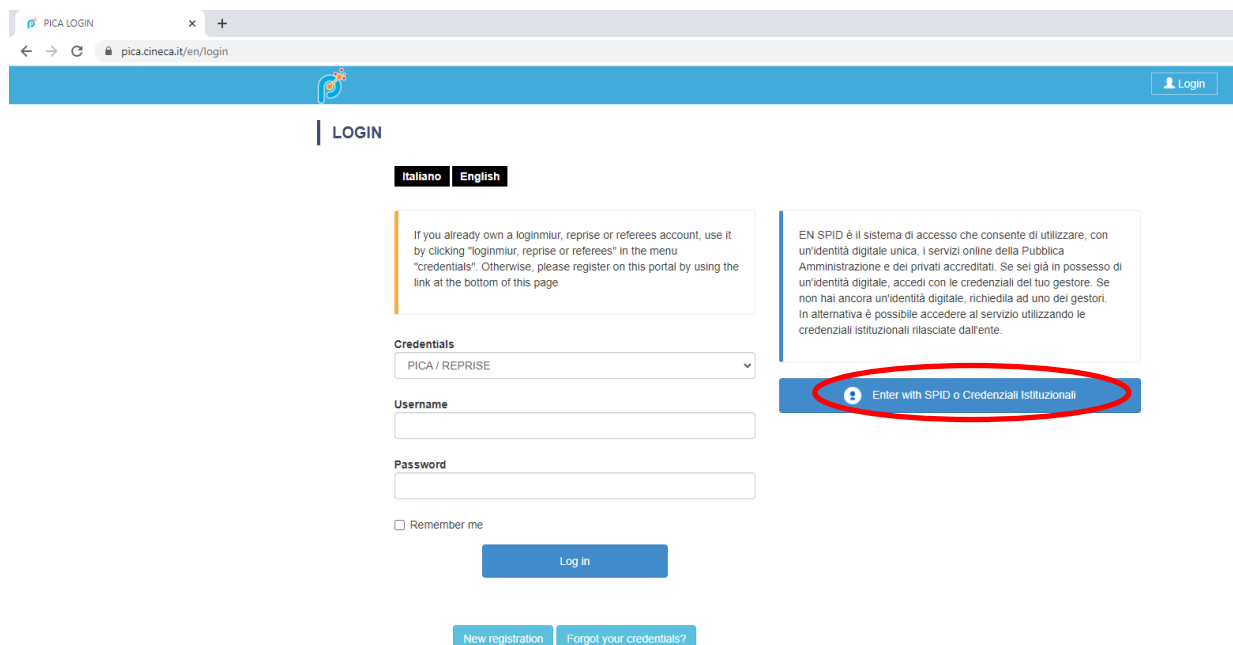 PICA LOGIN
pica.cineca.it/en/login
Login
LOGIN
Italiano English
If you already own a loginmiur, reprise or referees account, use it
by clicking "loginmiur, reprise or referees" in the menu
"credentials". Otherwise, please register on this portal by using the
link at the bottom of this page
Credentials
PICA / REPRISE
Username
Password
Remember me
Log in
New registration Forgot your credentials?
EN SPID è il sistema di accesso che consente di utilizzare, con
un'identità digitale unica, i servizi online della Pubblica
Amministrazione e dei privati accreditati. Se sei già in possesso di
un'identità digitale, accedi con le credenziali del tuo gestore. Se
non hai ancora un'identità digitale, richiedila ad uno dei gestori.
In alternativa è possibile accedere al servizio utilizzando le
credenziali istituzionali rilasciate dall'ente.
Enter with SPID o Credenziali Istituzionali